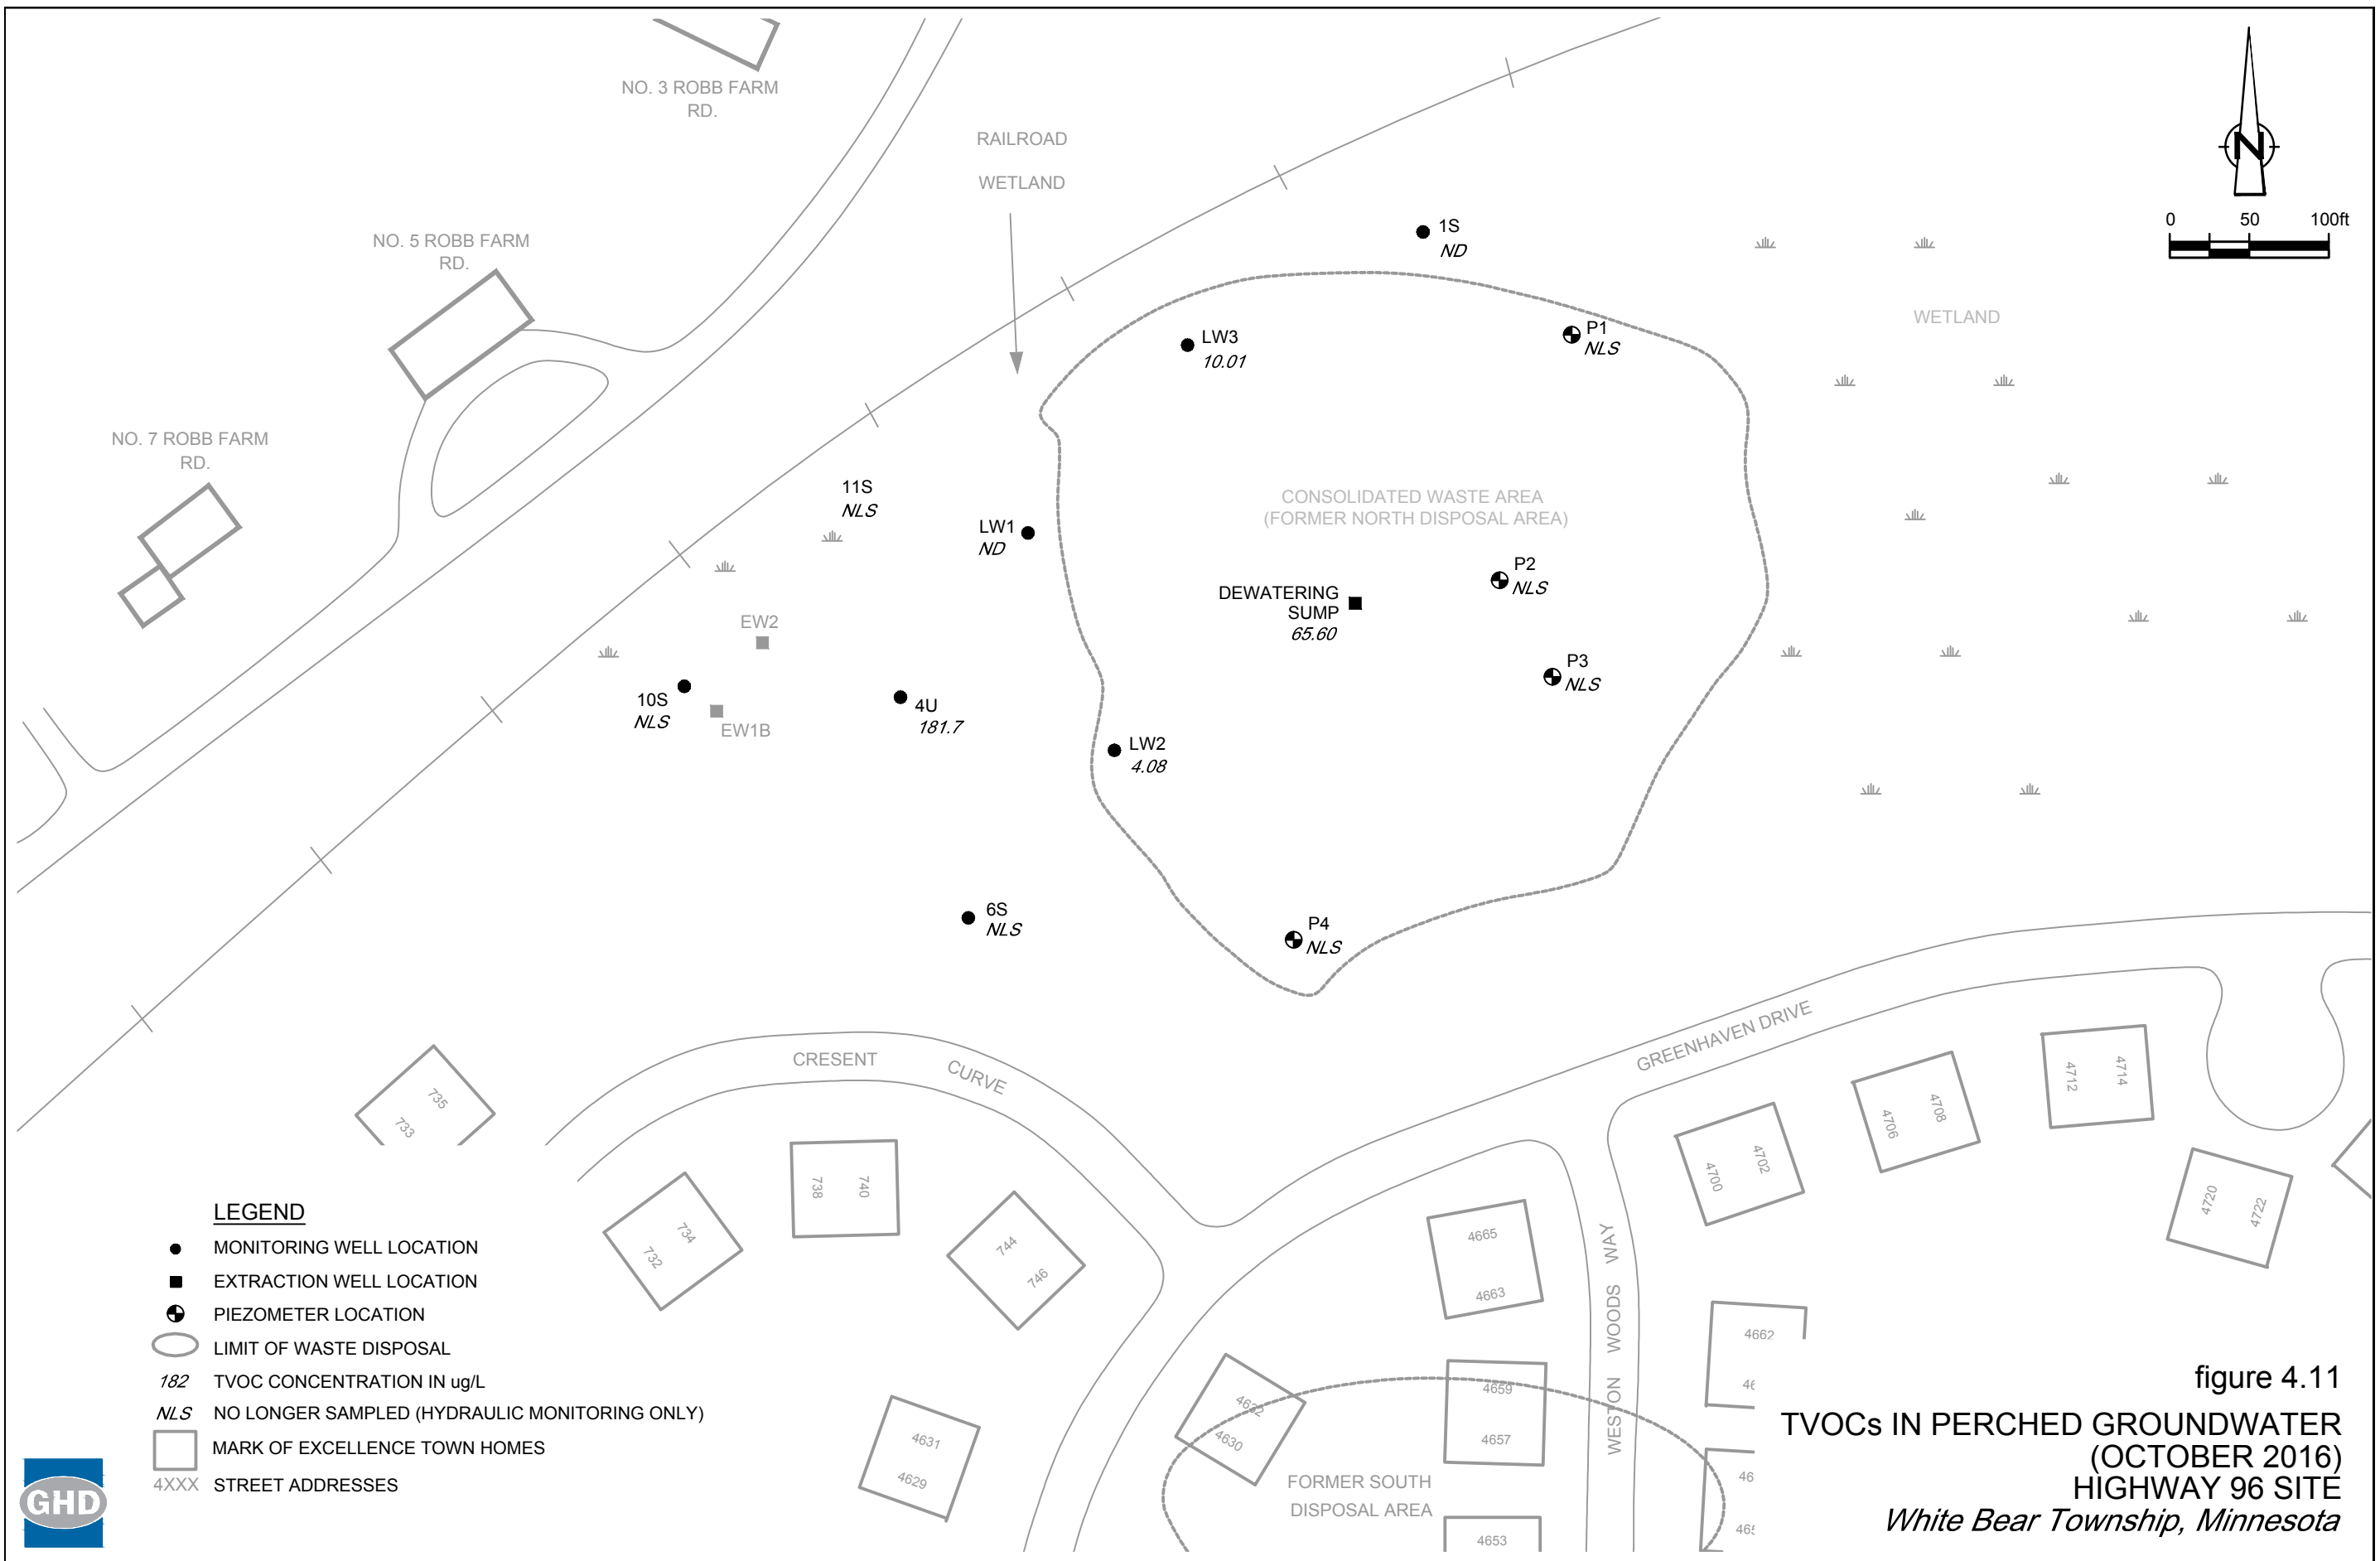 NO. 3 ROBB FARM
RD.
RAILROAD
WETLAND
N
0 50 100ft
1S
ND
NO. 5 ROBB FARM
RD.
WETLAND
LW3
10.01
P1
NLS
NO. 7 ROBB FARM
RD.
11S
NLS
LW1
ND
CONSOLIDATED WASTE AREA
(FORMER NORTH DISPOSAL AREA)
P2
NLS
DEWATERING
SUMP
65.60
EW2
P3
NLS
10S
NLS
EW1B
4U
181.7
LW2
4.08
6S
NLS
P4
NLS
CRESENT CURVE
GREENHAVEN DRIVE
WESTON WOODS WAY
735
733
738
740
734
732
744
746
4631
4629
4632
4630
4665
4663
4659
4657
4653
4700
4702
4706
4708
4712
4714
4720
4722
4662
46
465
FORMER SOUTH
DISPOSAL AREA
LEGEND
MONITORING WELL LOCATION
EXTRACTION WELL LOCATION
PIEZOMETER LOCATION
LIMIT OF WASTE DISPOSAL
182 TVOC CONCENTRATION IN ug/L
NLS NO LONGER SAMPLED (HYDRAULIC MONITORING ONLY)
MARK OF EXCELLENCE TOWN HOMES
4XXX STREET ADDRESSES
GHD
figure 4.11
TVOCs IN PERCHED GROUNDWATER
(OCTOBER 2016)
HIGHWAY 96 SITE
White Bear Township, Minnesota